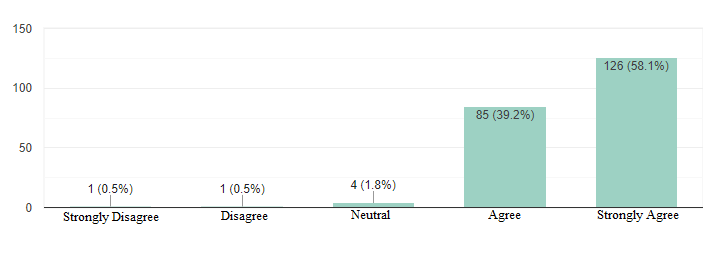 150
100
50
0
1 (0.5%)
1 (0.5%)
4 (1.8%)
85 (39.2%)
126 (58.1%)
Strongly Disagree
Disagree
Neutral
Agree
Strongly Agree